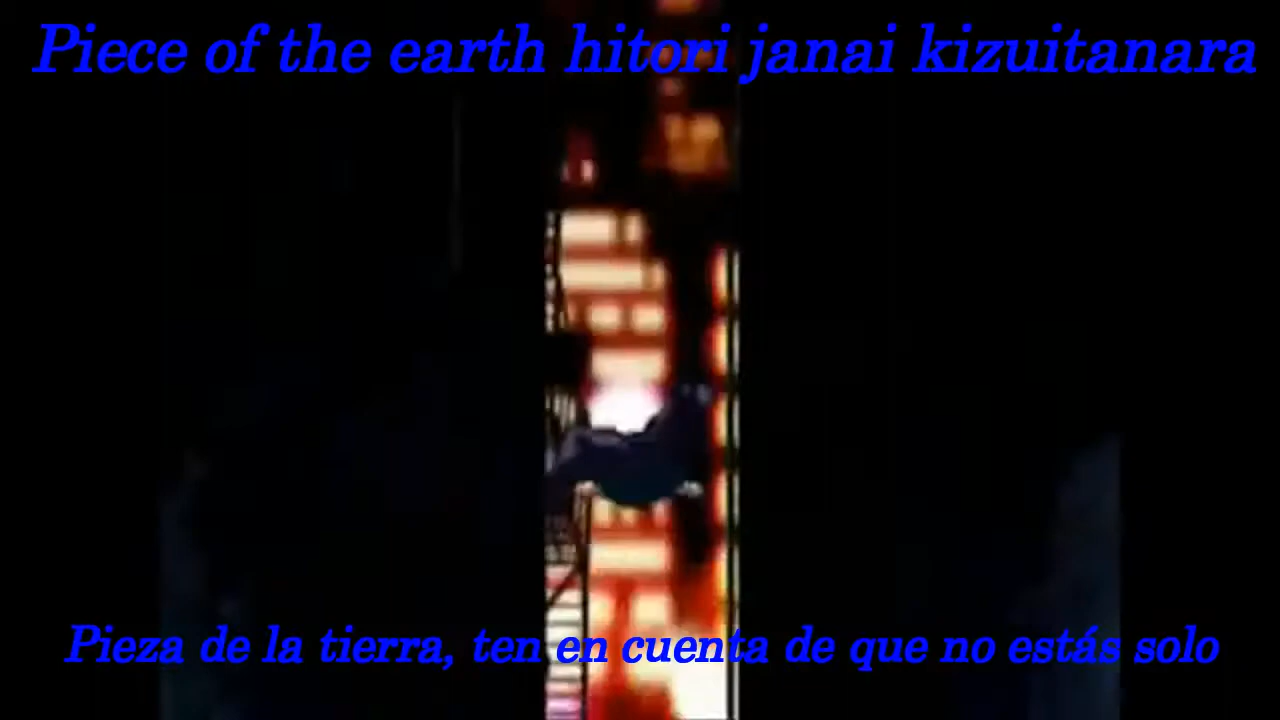 Piece of the earth hitori janai kizuitanara
Pieza de la tierra, ten en cuenta de que no estás solo